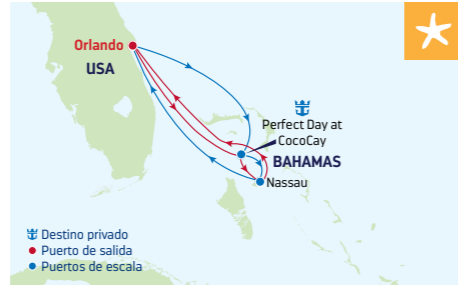 Orlando
USA
Perfect Day at
CocoCay
BAHAMAS
Nassau
Destino privado
Puerto de salida
Puertos de escala